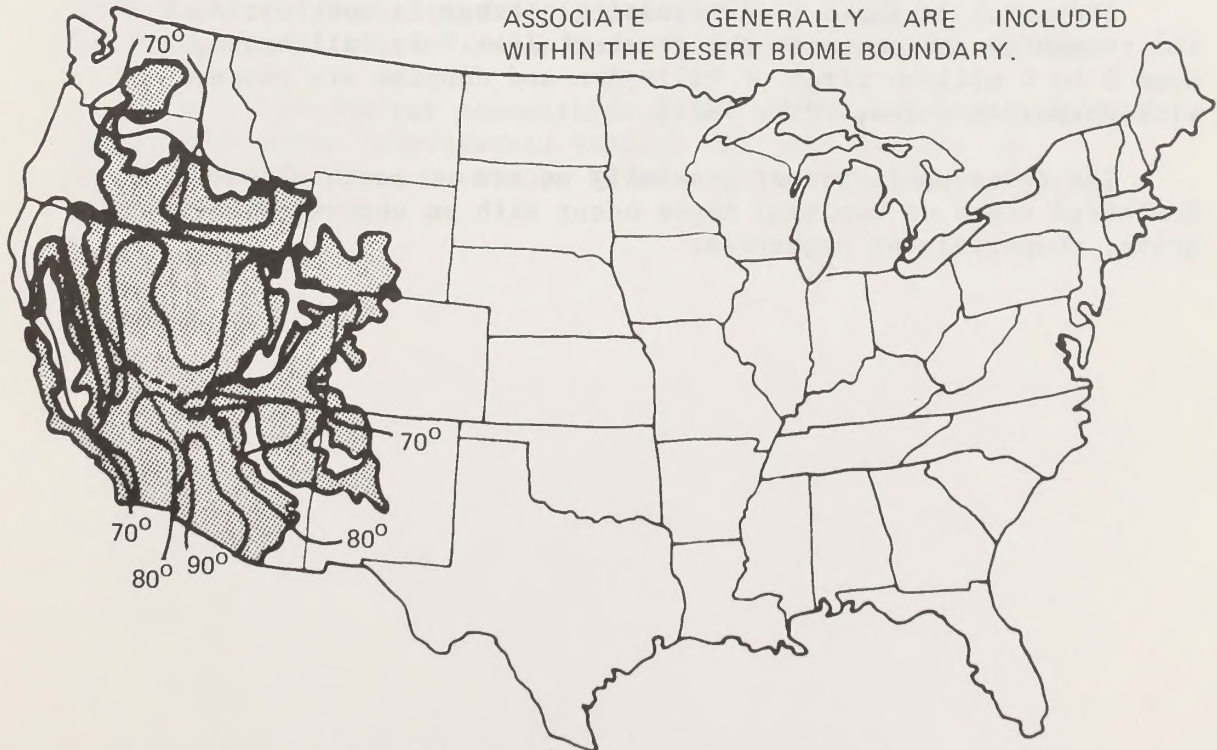 ASSOCIATE GENERALLY ARE INCLUDED
WITHIN THE DESERT BIOME BOUNDARY.
70°
70°
80°
70°
80° 90°